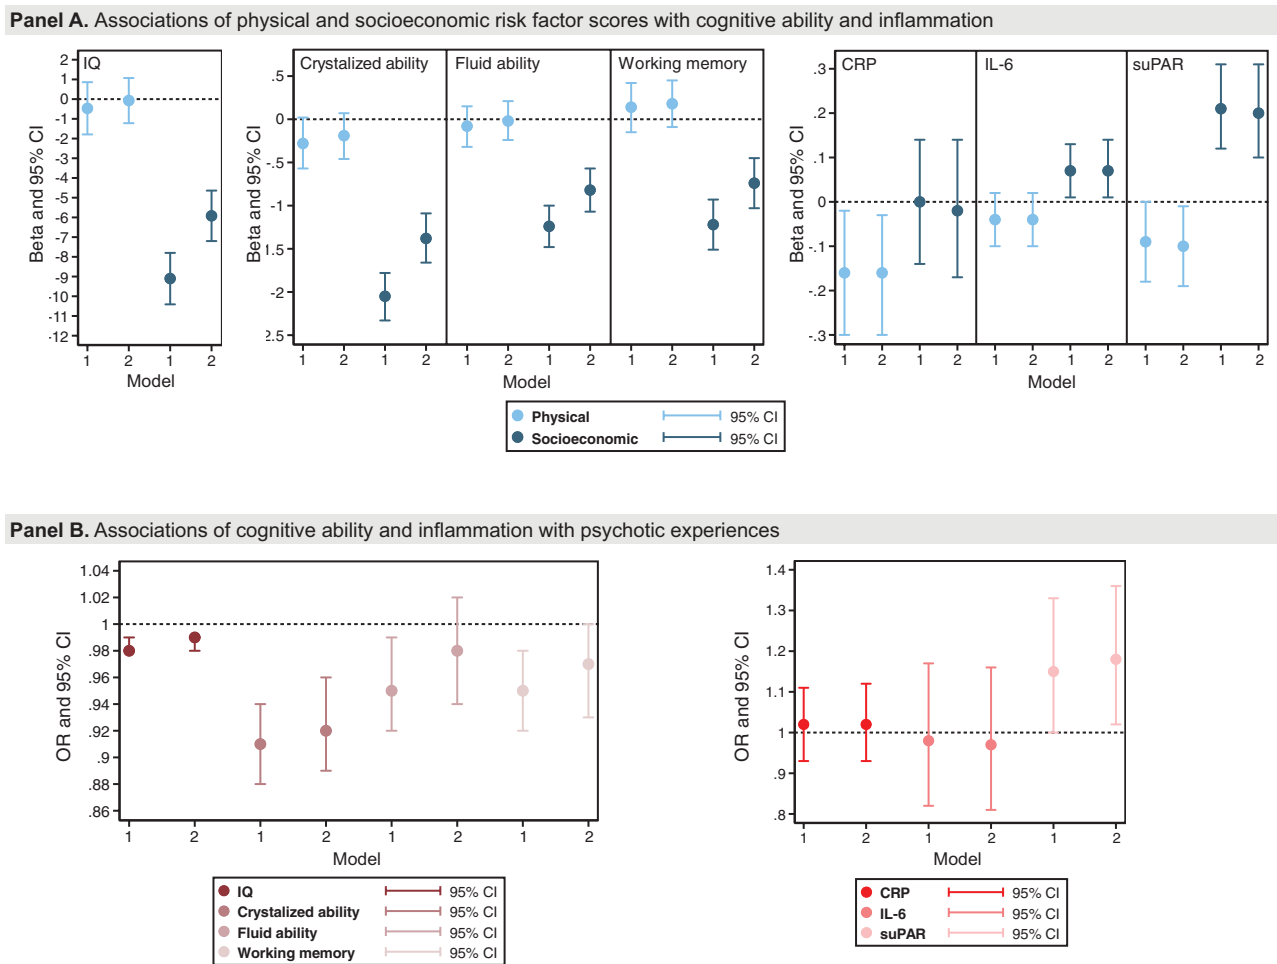 Panel A. Associations of physical and socioeconomic risk factor scores with cognitive ability and inflammation
IQ
Beta and 95% CI
2
1
0
-1
-2
-3
-4
-5
-6
-7
-8
-9
-10
-11
-12
1 2 1 2
Model
Crystalized ability Fluid ability Working memory
Beta and 95% CI
.5
0
-.5
-1
1.5
-2
2.5
1 2 1 2 1 2 1 2 1 2 1 2
Model
CRP IL-6 suPAR
Beta and 95% CI
.3
.2
.1
0
-.1
-.2
-.3
1 2 1 2 1 2 1 2 1 2 1 2
Model
Physical 95% CI
Socioeconomic 95% CI
Panel B. Associations of cognitive ability and inflammation with psychotic experiences
OR and 95% CI
1.04
1.02
1
.98
.96
.94
.92
.9
.88
.86
1 2 1 2 1 2 1 2
Model
IQ 95% CI
Crystalized ability 95% CI
Fluid ability 95% CI
Working memory 95% CI
OR and 95% CI
1.4
1.3
1.2
1.1
1
.9
.8
1 2 1 2 1 2
Model
CRP 95% CI
IL-6 95% CI
suPAR 95% CI